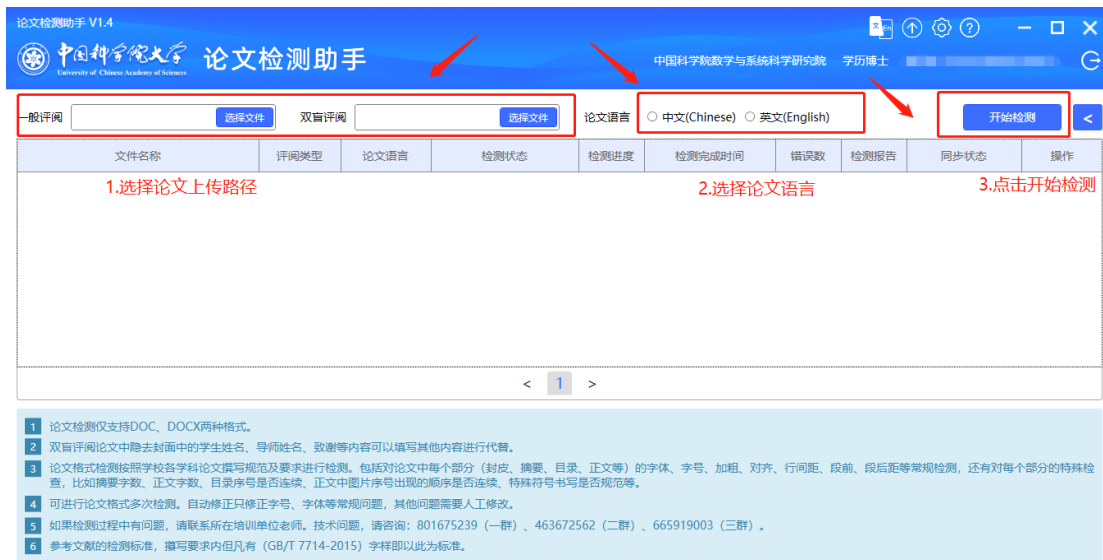 论文检测助手 V1.4
中国科学院大学 论文检测助手
University of Chinese Academy of Sciences
文 En
中国科学院数学与系统科学研究院 学历博士
一般评阅 选择文件 双盲评阅 选择文件 论文语言 中文(Chinese) 英文(English) 开始检测 <
文件名称 评阅类型 论文语言 检测状态 检测进度 检测完成时间 错误数 检测报告 同步状态 操作
1.选择论文上传路径 2.选择论文语言 3.点击开始检测
< 1 >
1 论文检测仅支持DOC、DOCX两种格式。
2 双盲评阅论文中隐去封面中的学生姓名、导师姓名、致谢等内容可以填写其他内容进行代替。
3 论文格式检测按照学校各学科论文撰写规范及要求进行检测。包括对论文中每个部分（封皮、摘要、目录、正文等）的字体、字号、加粗、对齐、行间距、段前、段后距等常规检测，还有对每个部分的特殊检
查，比如摘要字数、正文字数、目录序号是否连续、正文中图片序号出现的顺序是否连续、特殊符号书写是否规范等。
4 可进行论文格式多次检测。自动修正只修正字号、字体等常规问题，其他问题需要人工修改。
5 如果检测过程中有问题，请联系所在培训单位老师。技术问题，请咨询：801675239（一群）、463672562（二群）、665919003（三群）。
6 参考文献的检测标准，撰写要求内但凡有（GB/T 7714-2015）字样即以此为标准。